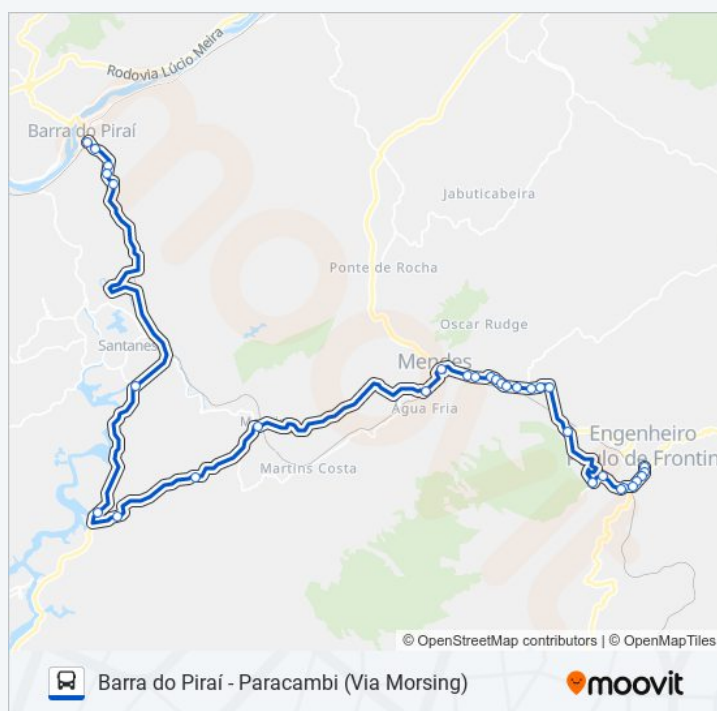 Rodovia Lúcio Meira
Barra do Piraí
Jabuticabeira
Ponte de Rocha
Oscar Rudge
Santanes
Mendes
Água Fria
Engenheiro
Paulo de Frontin
Martins Costa
© OpenStreetMap contributors | © OpenMapTiles
Barra do Piraí - Paracambi (Via Morsing)
moovit